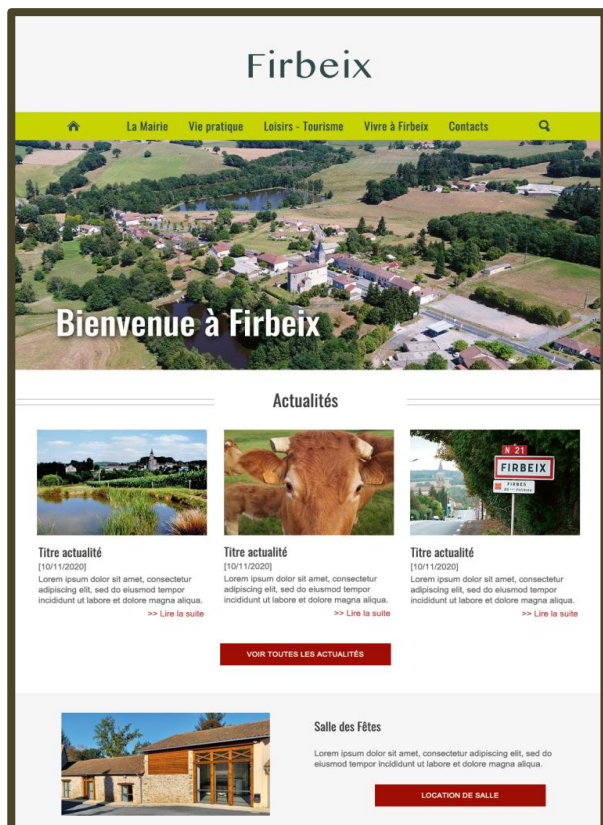 Firbeix
La Mairie Vie pratique Loisirs - Tourisme Vivre à Firbeix Contacts
Bienvenue à Firbeix
Actualités
N 21
FIRBEIX
FIRBES
Titre actualité
[10/11/2020]
Lorem ipsum dolor sit amet, consectetur
adipiscing elit, sed do eiusmod tempor
incididunt ut labore et dolore magna aliqua.
>> Lire la suite
Titre actualité
[10/11/2020]
Lorem ipsum dolor sit amet, consectetur
adipiscing elit, sed do eiusmod tempor
incididunt ut labore et dolore magna aliqua.
>> Lire la suite
Titre actualité
[10/11/2020]
Lorem ipsum dolor sit amet, consectetur
adipiscing elit, sed do eiusmod tempor
incididunt ut labore et dolore magna aliqua.
>> Lire la suite
VOIR TOUTES LES ACTUALITÉS
Salle des Fêtes
Lorem ipsum dolor sit amet, consectetur adipiscing elit, sed do
eiusmod tempor incididunt ut labore et dolore magna aliqua.
LOCATION DE SALLE